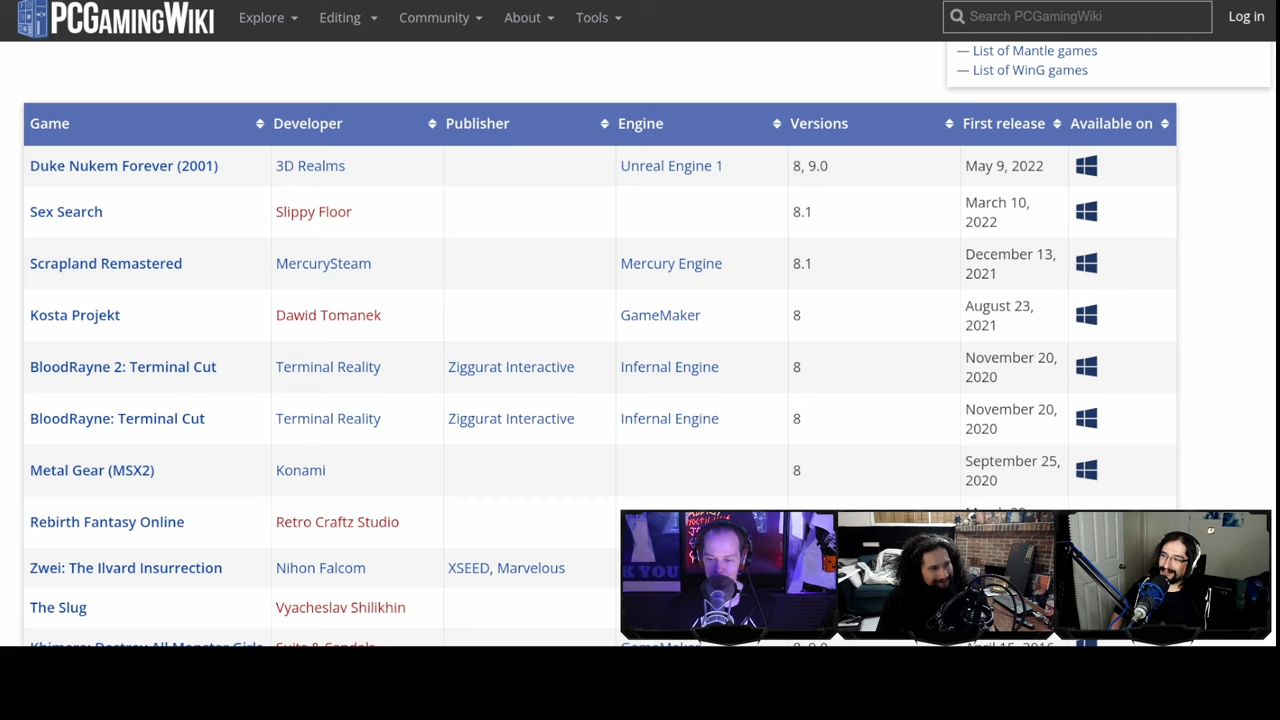 PCGamingWiki Explore Editing Community About Tools Search PCGamingWiki Log in
— List of Mantle games
— List of WinG games
Game Developer Publisher Engine Versions First release Available on
Duke Nukem Forever (2001) 3D Realms Unreal Engine 1 8, 9.0 May 9, 2022
Sex Search Slippy Floor 8.1 March 10,
2022
Scrapland Remastered MercurySteam Mercury Engine 8.1 December 13,
2021
Kosta Projekt Dawid Tomanek GameMaker 8 August 23,
2021
BloodRayne 2: Terminal Cut Terminal Reality Ziggurat Interactive Infernal Engine 8 November 20,
2020
BloodRayne: Terminal Cut Terminal Reality Ziggurat Interactive Infernal Engine 8 November 20,
2020
Metal Gear (MSX2) Konami 8 September 25,
2020
Rebirth Fantasy Online Retro Craftz Studio
Zwei: The Ilvard Insurrection Nihon Falcom XSEED, Marvelous
K YOU
The Slug Vyacheslav Shilikhin